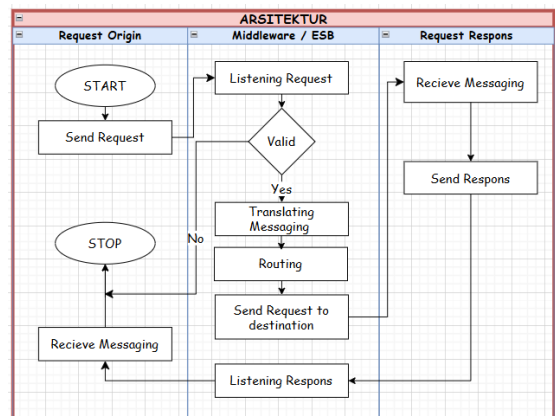 ARSITEKTUR
Request Origin
Middleware / ESB
Request Respons
START
Send Request
Listening Request
Valid
Yes
No
Translating
Messaging
Routing
Send Request to
destination
Recieve Messaging
Send Respons
Listening Respons
Recieve Messaging
STOP